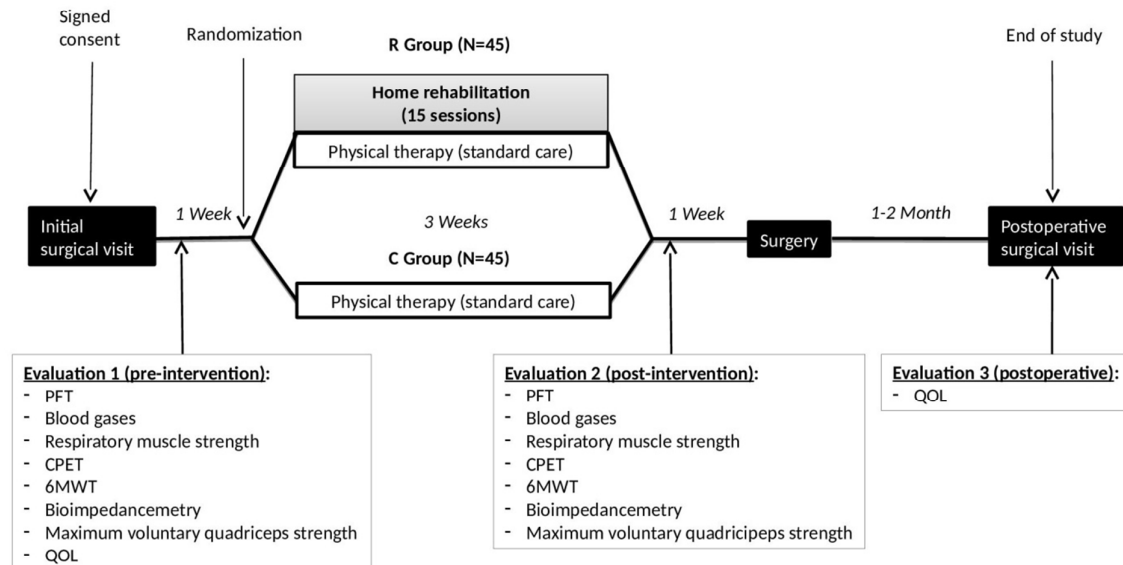 Signed
consent
Randomization
R Group (N=45)
End of study
Home rehabilitation
(15 sessions)
Physical therapy (standard care)
Initial
surgical visit
1 Week
3 Weeks
1 Week
Surgery
1-2 Month
Postoperative
surgical visit
C Group (N=45)
Physical therapy (standard care)
Evaluation 1 (pre-intervention):
- PFT
- Blood gases
- Respiratory muscle strength
- CPET
- 6MWT
- Bioimpedancemetry
- Maximum voluntary quadriceps strength
- QOL
Evaluation 2 (post-intervention):
- PFT
- Blood gases
- Respiratory muscle strength
- CPET
- 6MWT
- Bioimpedancemetry
- Maximum voluntary quadricipeps strength
Evaluation 3 (postoperative):
- QOL